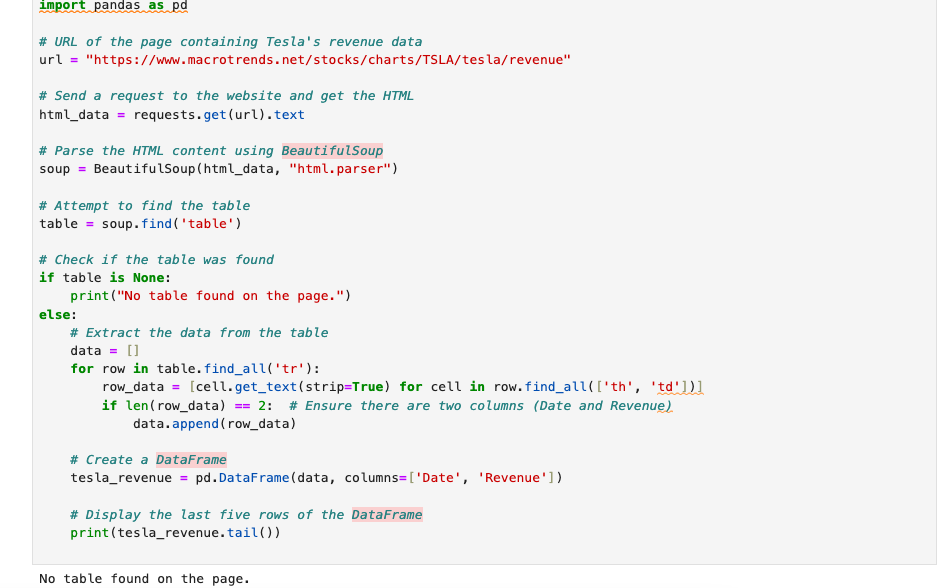 import pandas as pd
# URL of the page containing Tesla's revenue data
url = "https://www.macrotrends.net/stocks/charts/TSLA/tesla/revenue"
# Send a request to the website and get the HTML
html_data = requests.get(url).text
# Parse the HTML content using BeautifulSoup
soup = BeautifulSoup(html_data, "html.parser")
# Attempt to find the table
table = soup.find('table')
# Check if the table was found
if table is None:
    print("No table found on the page.")
else:
    # Extract the data from the table
    data = []
    for row in table.find_all('tr'):
        row_data = [cell.get_text(strip=True) for cell in row.find_all(['th', 'td'])]
        if len(row_data) == 2:  # Ensure there are two columns (Date and Revenue)
            data.append(row_data)
    # Create a DataFrame
    tesla_revenue = pd.DataFrame(data, columns=['Date', 'Revenue'])
    # Display the last five rows of the DataFrame
    print(tesla_revenue.tail())
No table found on the page.